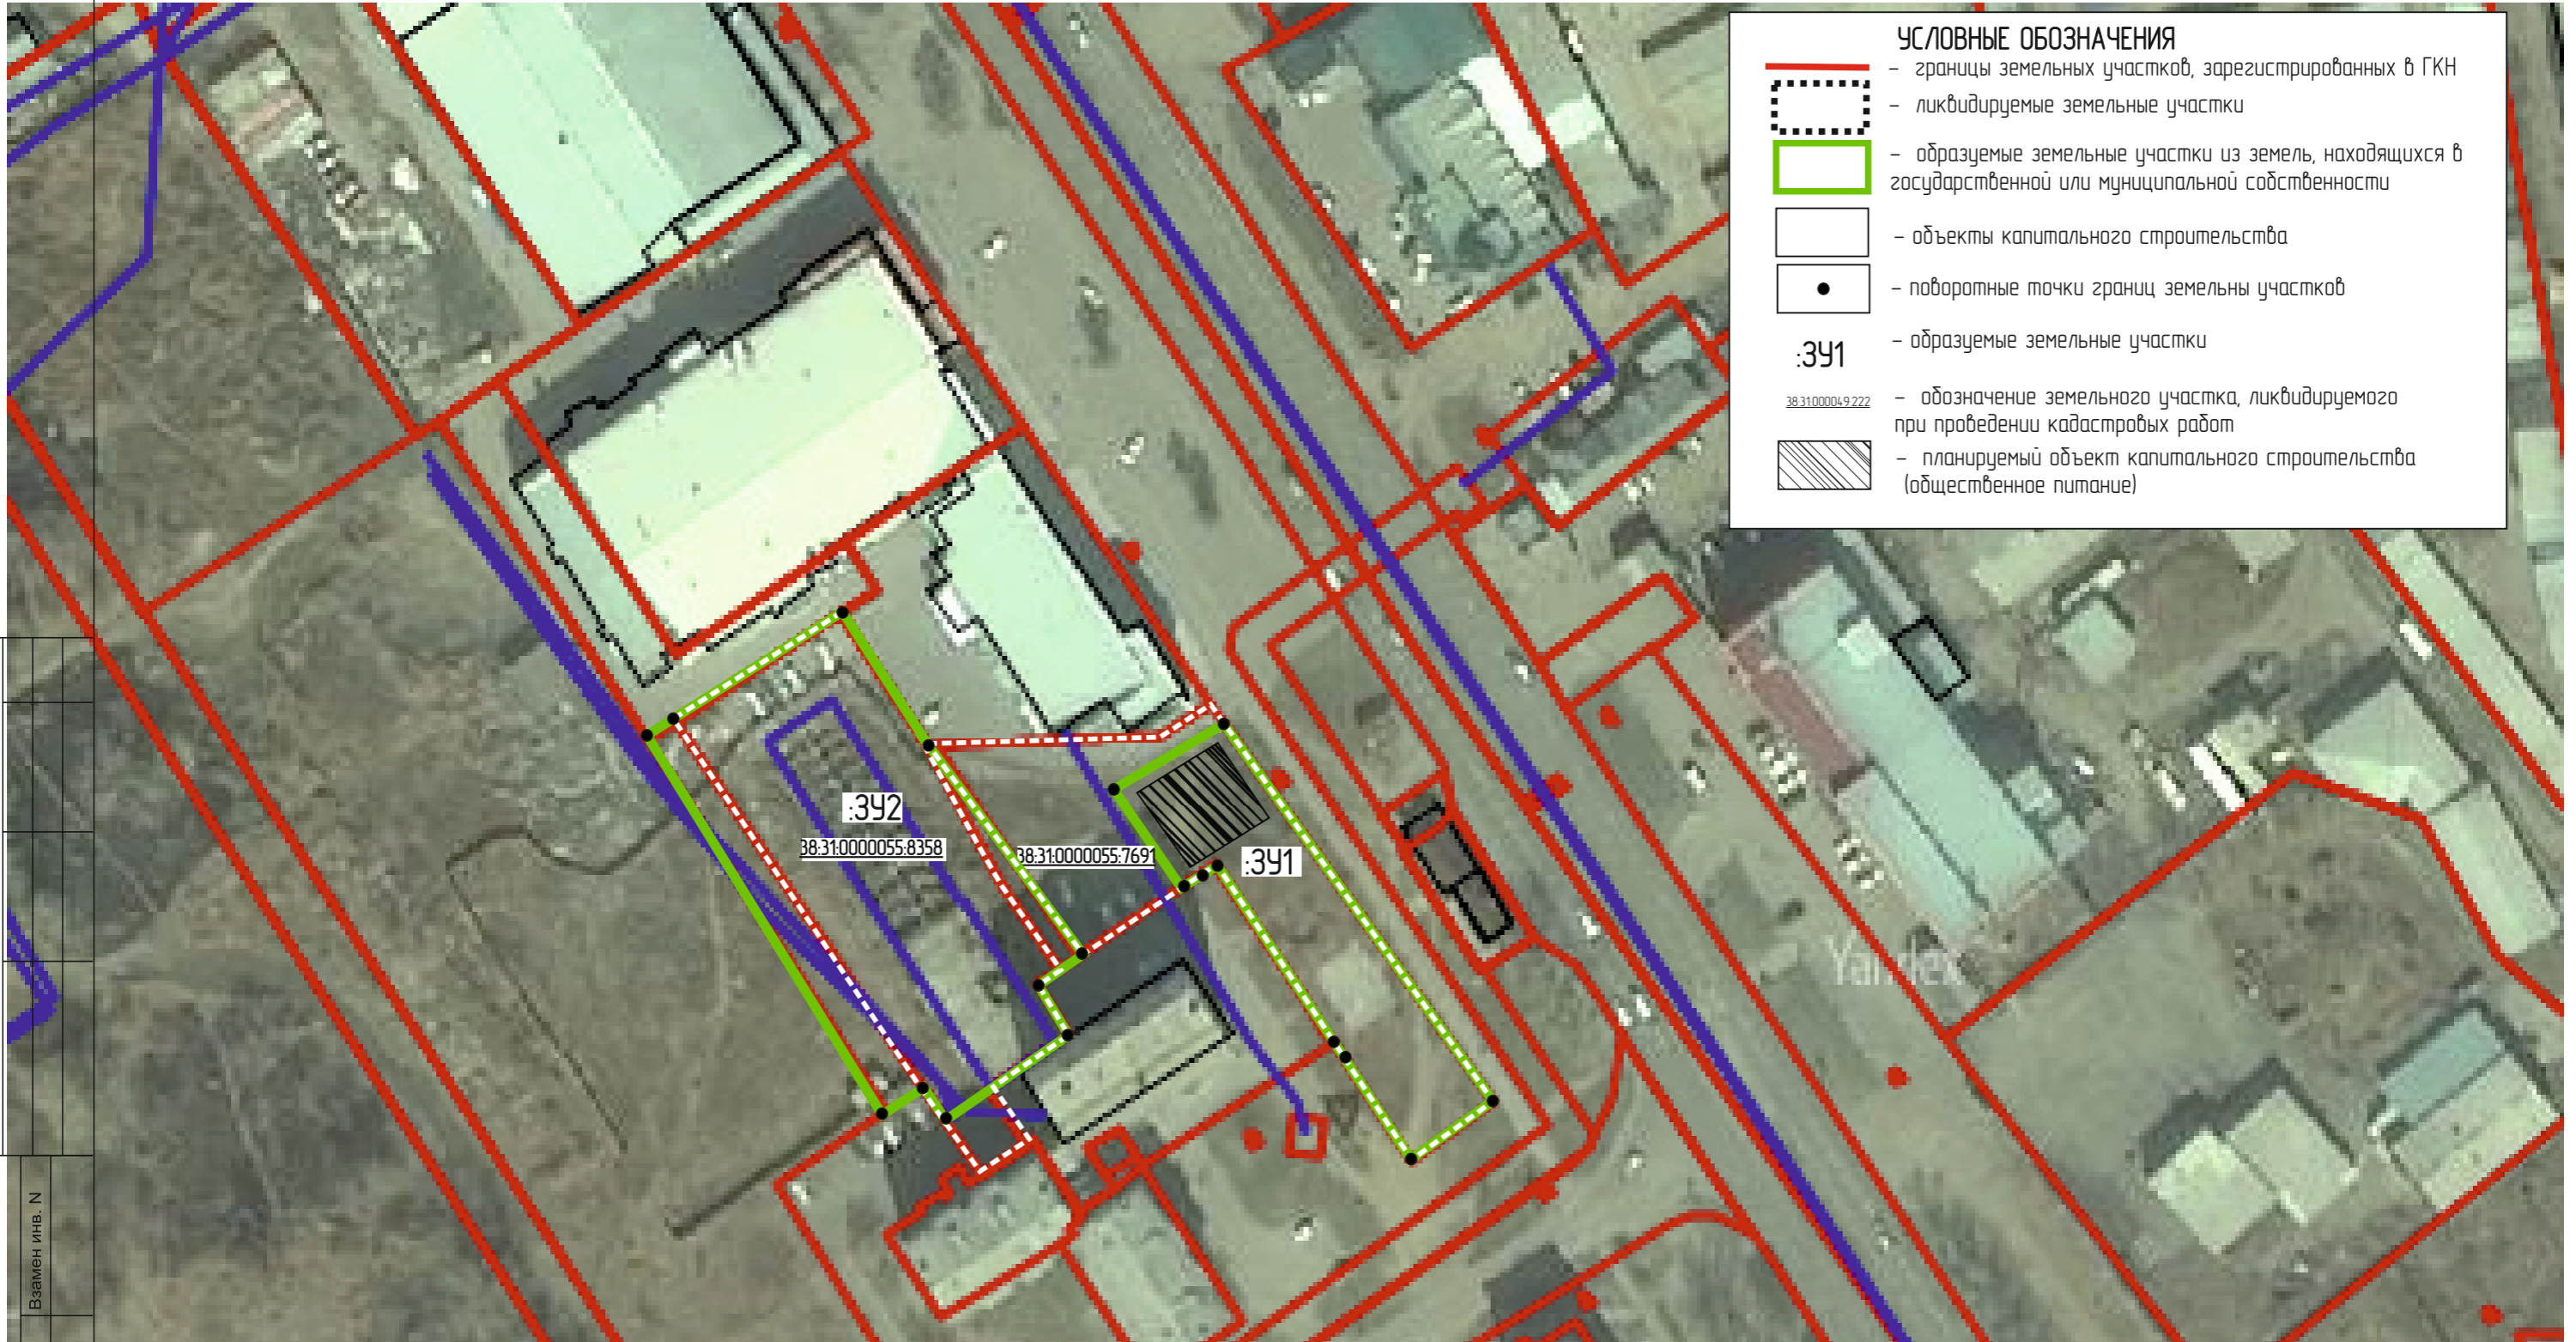 УСЛОВНЫЕ ОБОЗНАЧЕНИЯ
- границы земельных участков, зарегистрированных в ГКН
- ликвидируемые земельные участки
- образуемые земельные участки из земель, находящихся в
государственной или муниципальной собственности
- объекты капитального строительства
- поворотные точки границ земельны участков
:ЗУ1
- образуемые земельные участки
38:31:000049:222
- обозначение земельного участка, ликвидируемого
при проведении кадастровых работ
- планируемый объект капитального строительства
(общественное питание)
:ЗУ2
38:31:0000055:8358
38:31:0000055:7691
:ЗУ1
Yandex
Взамен инв. N